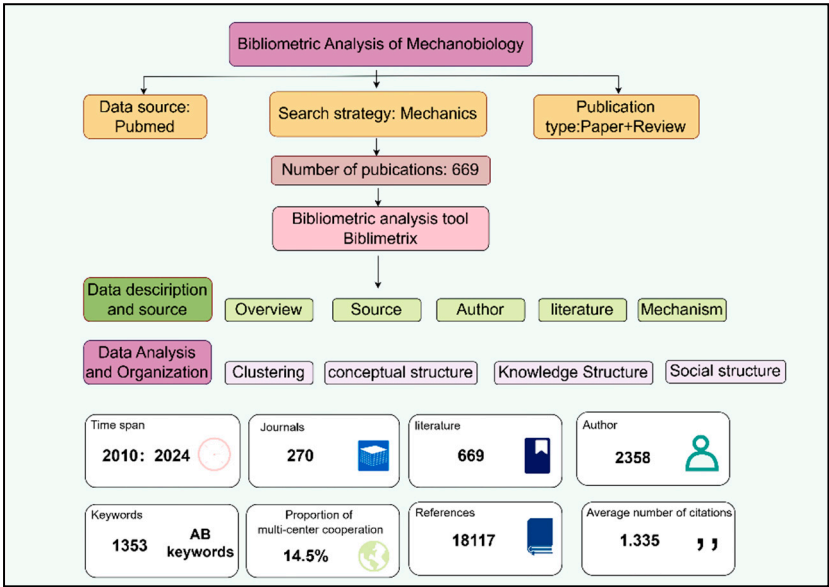 Bibliometric Analysis of Mechanobiology
Data source:
Pubmed
Search strategy: Mechanics
Publication
type:Paper+Review
Number of pubications: 669
Bibliometric analysis tool
Biblimetrix
Data desciription
and source
Overview
Source
Author
literature
Mechanism
Data Analysis
and Organization
Clustering
conceptual structure
Knowledge Structure
Social structure
Time span
2010: 2024
Journals
270
literature
669
Author
2358
Keywords
1353
AB
keywords
Proportion of
multi-center cooperation
14.5%
References
18117
Average number of citations
1.335